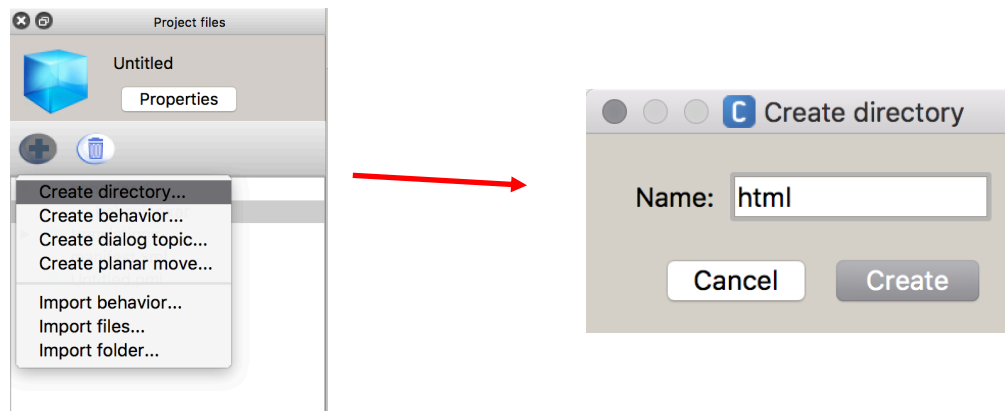 Project files
Untitled
Properties
Create directory...
Create behavior...
Create dialog topic...
Create planar move...
Import behavior...
Import files...
Import folder...
C Create directory
Name: html
Cancel Create